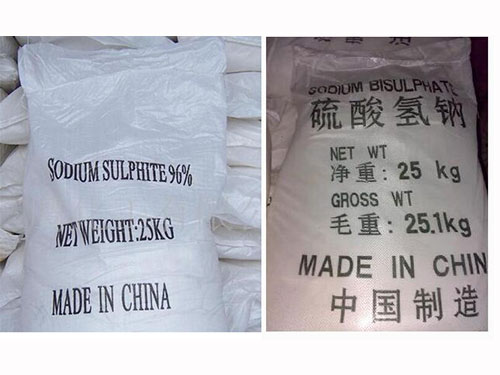 SODIUM SULPHITE 96%
NET WEIGHT:25KG
MADE IN CHINA
SODIUM BISULPHATE
硫酸氢钠
NET WT
净重: 25 kg
GROSS WT
毛重: 25.1kg
MADE IN CHIN
中国制造